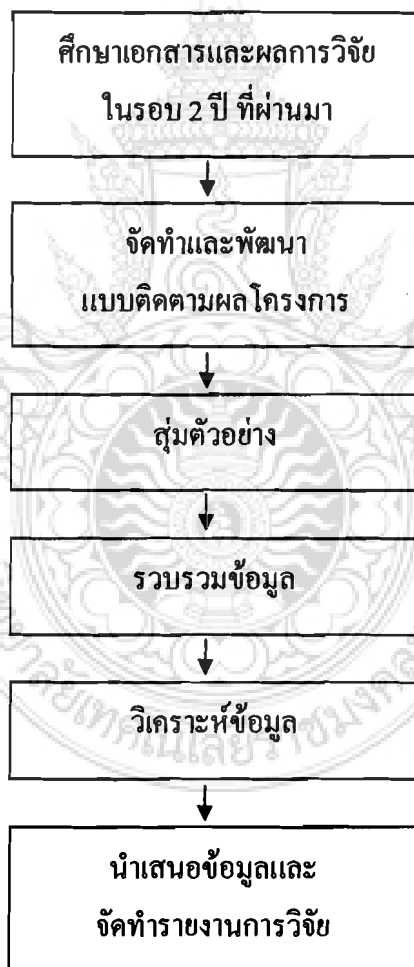 ศึกษาเอกสารและผลการวิจัย
ในรอบ 2 ปี ที่ผ่านมา
จัดทำและพัฒนา
แบบติดตามผลโครงการ
สุ่มตัวอย่าง
รวบรวมข้อมูล
วิเคราะห์ข้อมูล
นำเสนอข้อมูลและ
จัดทำรายงานการวิจัย